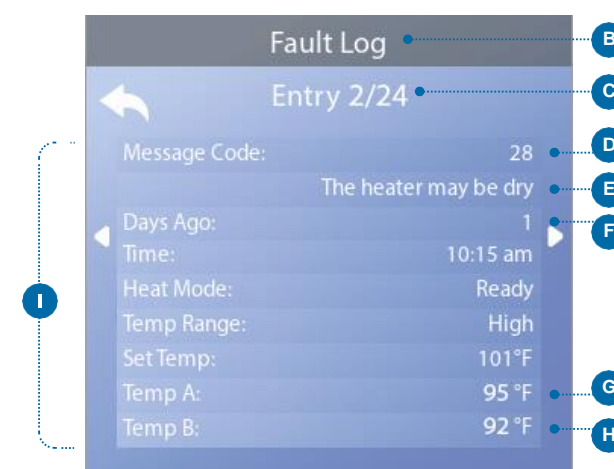 Fault Log
B
Entry 2/24
C
Message Code: 28
D
The heater may be dry
E
Days Ago: 1
F
Time: 10:15 am
Heat Mode: Ready
I
Temp Range: High
Set Temp: 101°F
Temp A: 95 °F
G
Temp B: 92 °F
H